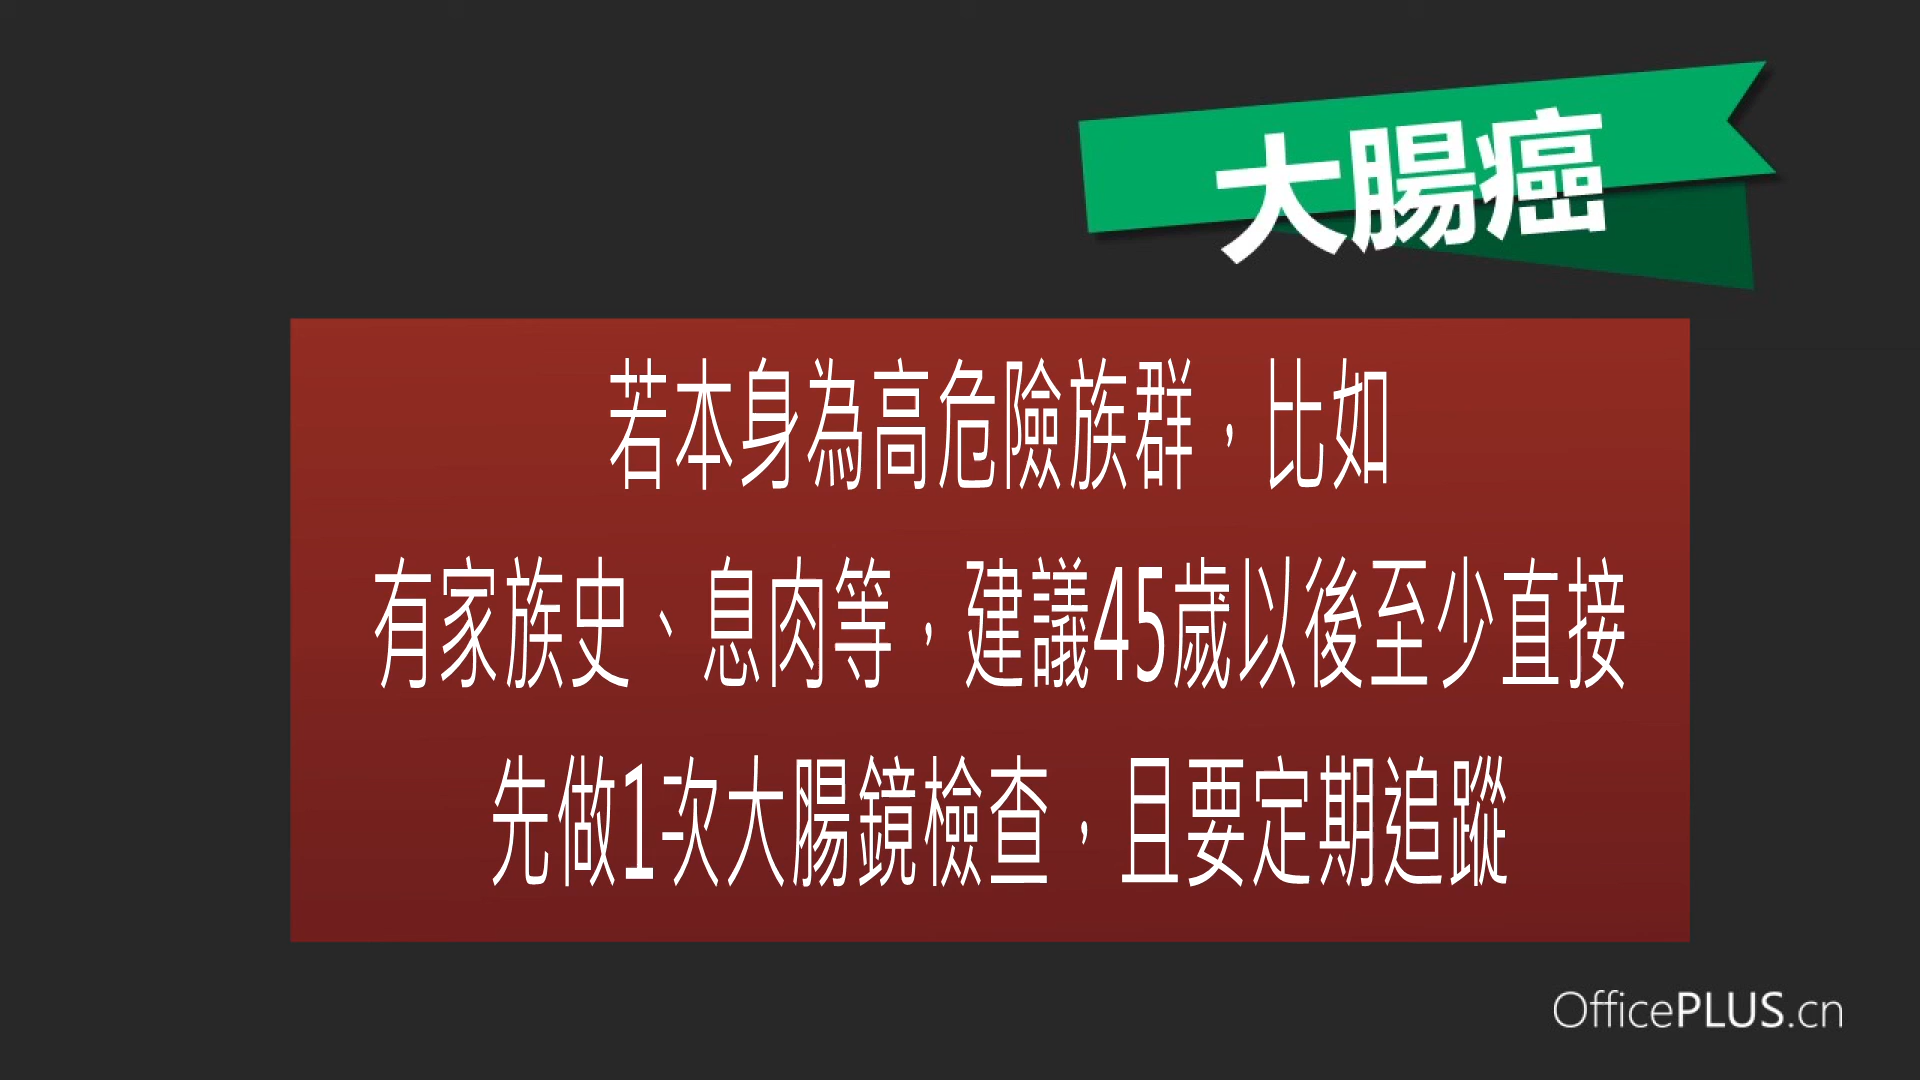 大腸癌
若本身為高危險族群，比如
有家族史、息肉等，建議45歲以後至少直接
先做1次大腸鏡檢查，且要定期追蹤
OfficePLUS.cn